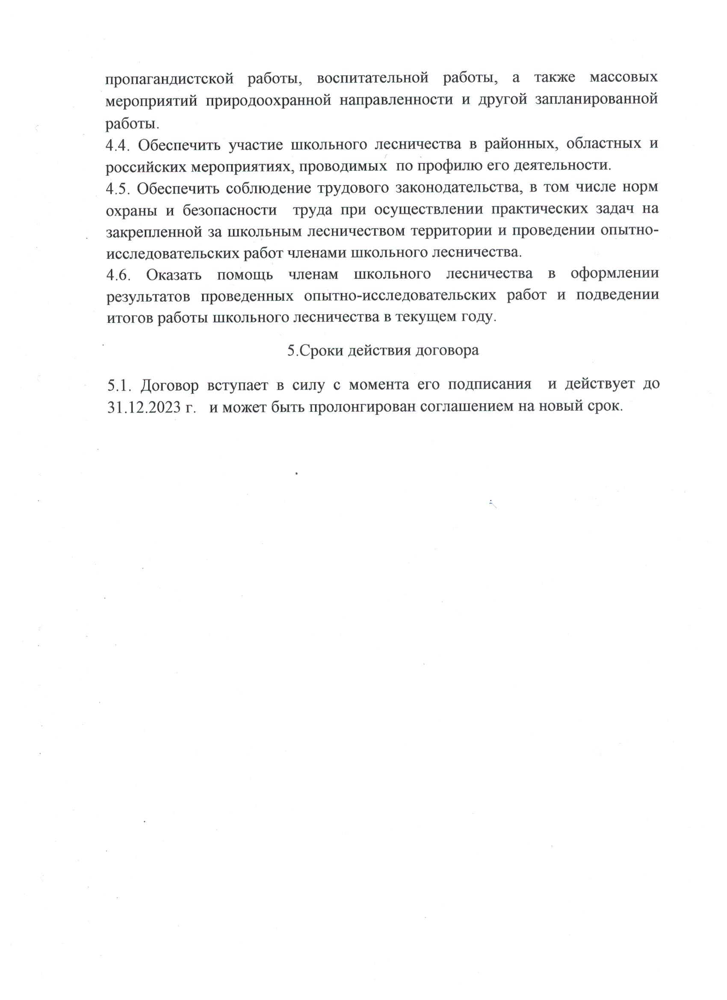 пропагандистской работы, воспитательной работы, а также массовых
мероприятий природоохранной направленности и другой запланированной
работы.
4.4. Обеспечить участие школьного лесничества в районных, областных и
российских мероприятиях, проводимых по профилю его деятельности.
4.5. Обеспечить соблюдение трудового законодательства, в том числе норм
охраны и безопасности труда при осуществлении практических задач на
закрепленной за школьным лесничеством территории и проведении опытно-
исследовательских работ членами школьного лесничества.
4.6. Оказать помощь членам школьного лесничества в оформлении
результатов проведенных опытно-исследовательских работ и подведении
итогов работы школьного лесничества в текущем году.
5.Сроки действия договора
5.1. Договор вступает в силу с момента его подписания и действует до
31.12.2023 г. и может быть пролонгирован соглашением на новый срок.